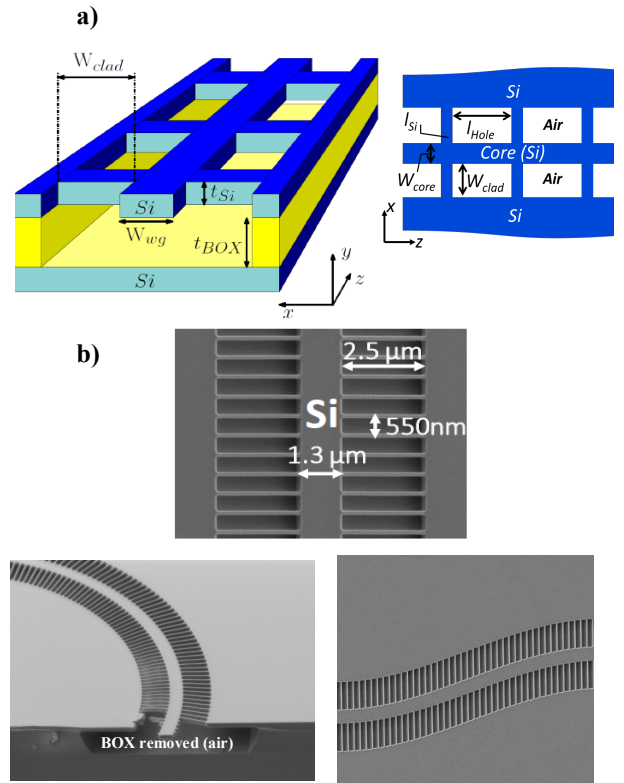 a)
W_clad
t_Si
Si
W_wg
t_BOX
Si
y
z
x
Si
l_Si
l_Hole
Air
Core (Si)
W_core
W_clad
Air
x
Si
z
b)
2.5 μm
Si
550nm
1.3 μm
BOX removed (air)